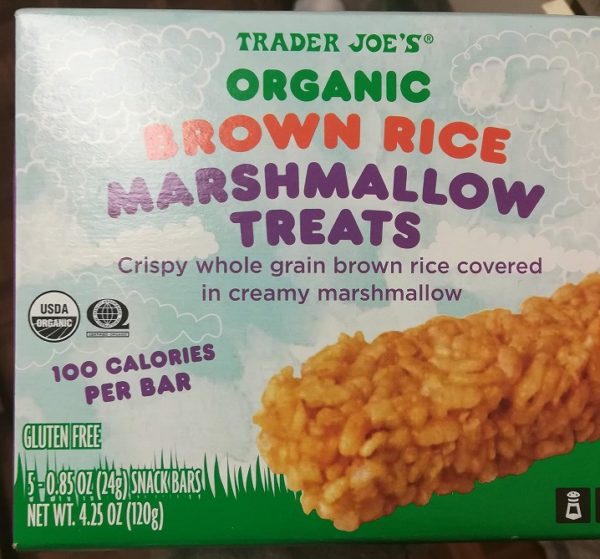 TRADER JOE'S®
ORGANIC
BROWN RICE
MARSHMALLOW
TREATS
Crispy whole grain brown rice covered
in creamy marshmallow
USDA
ORGANIC
100 CALORIES
PER BAR
GLUTEN FREE
5 - 0.85 OZ (24g) SNACK BARS
NET WT. 4.25 OZ (120g)